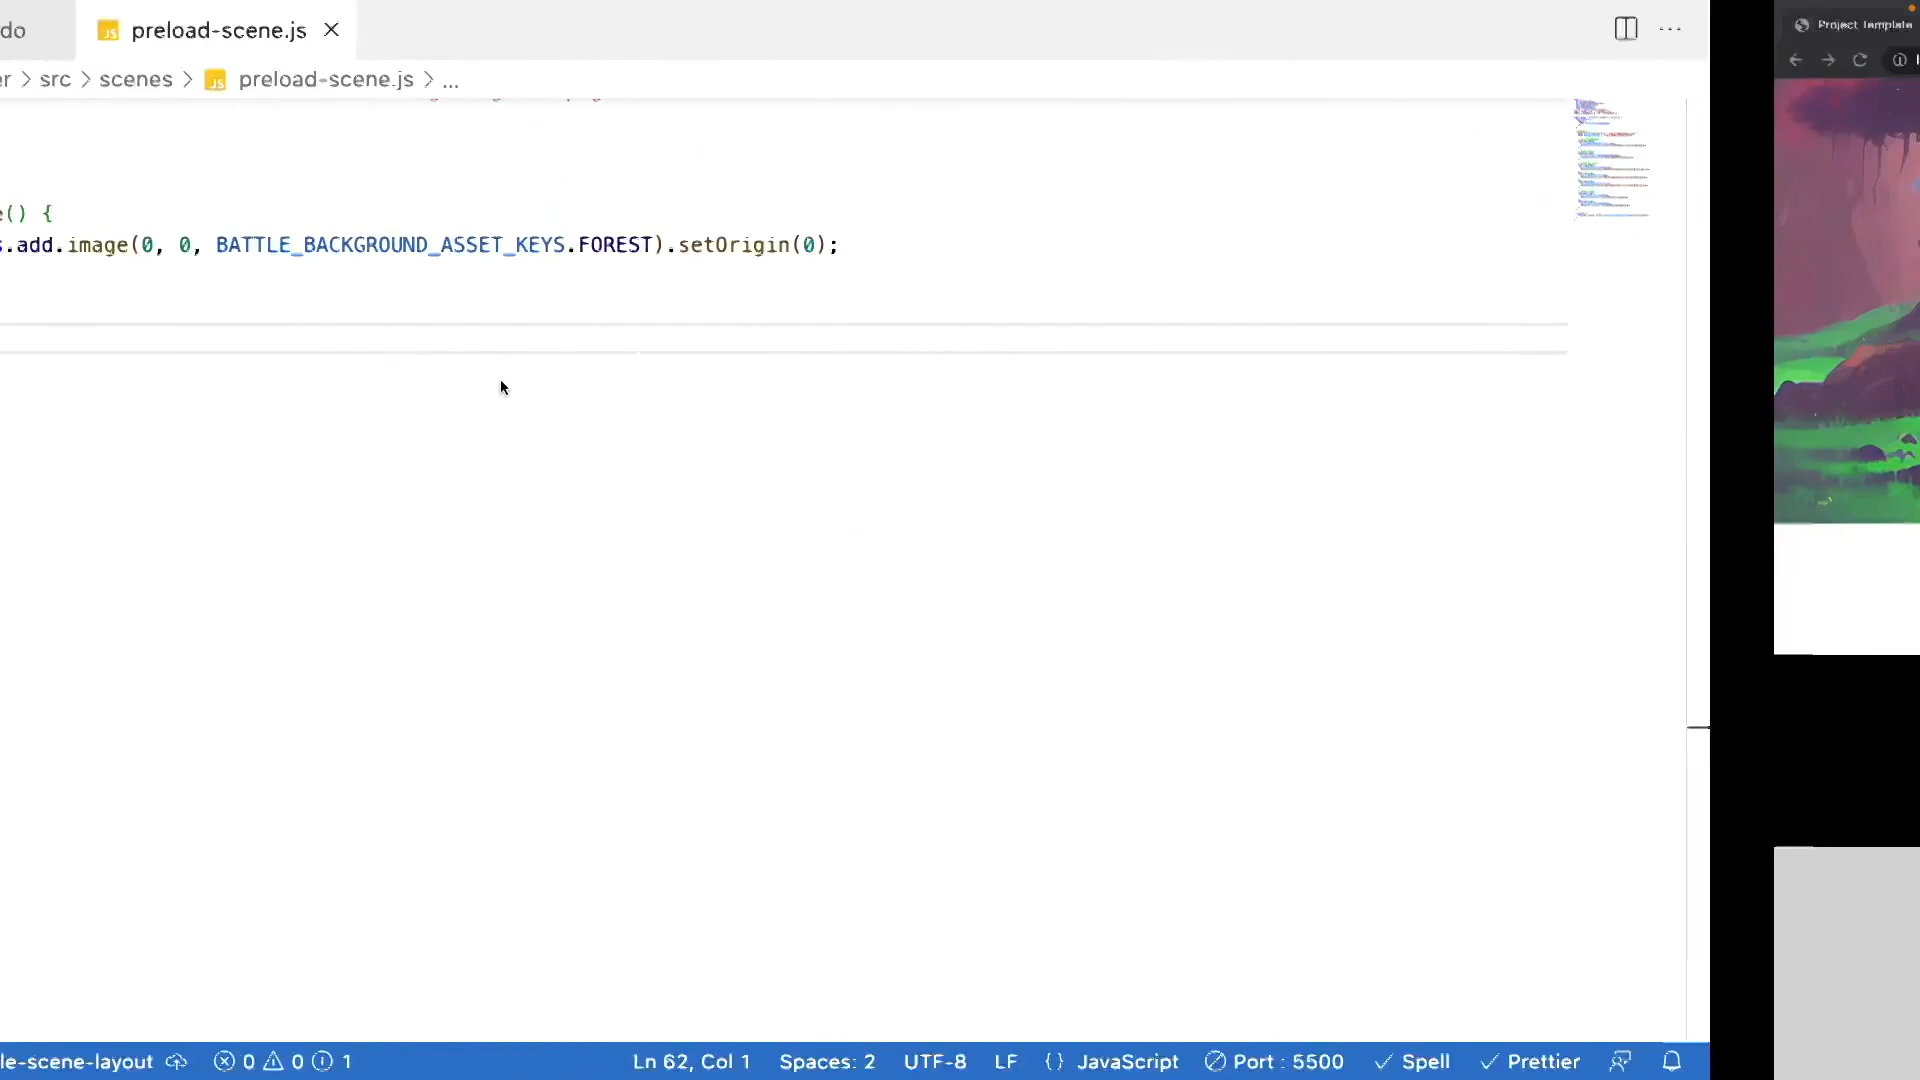 do preload-scene.js
er > src > scenes > preload-scene.js > ...
e() {
s.add.image(0, 0, BATTLE_BACKGROUND_ASSET_KEYS.FOREST).setOrigin(0);
le-scene-layout 0 0 1 Ln 62, Col 1 Spaces: 2 UTF-8 LF {} JavaScript Port : 5500 Spell Prettier
Project Template